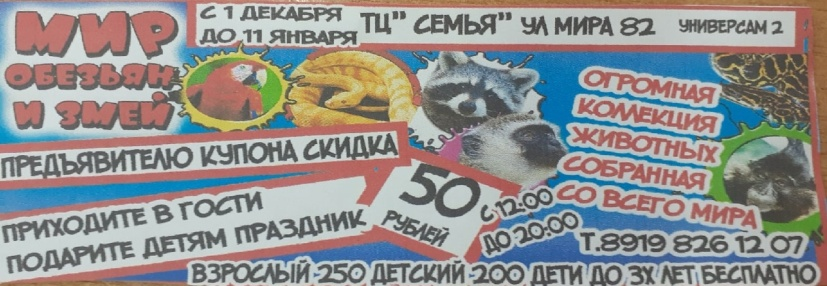 МИР
ОБЕЗЬЯН
И ЗМЕЙ
С 1 ДЕКАБРЯ
ДО 11 ЯНВАРЯ
ТЦ" СЕМЬЯ" УЛ МИРА 82 УНИВЕРСАМ 2
ОГРОМНАЯ
КОЛЛЕКЦИЯ
ЖИВОТНЫХ
СОБРАННАЯ
СО ВСЕГО МИРА
ПРЕДЪЯВИТЕЛЮ КУПОНА СКИДКА
50
РУБЛЕЙ
ПРИХОДИТЕ В ГОСТИ
ПОДАРИТЕ ДЕТЯМ ПРАЗДНИК
С 12:00
ДО 20:00
Т.8919 826 12 07
ВЗРОСЛЫЙ-250 ДЕТСКИЙ-200 ДЕТИ ДО 3Х ЛЕТ БЕСПЛАТНО